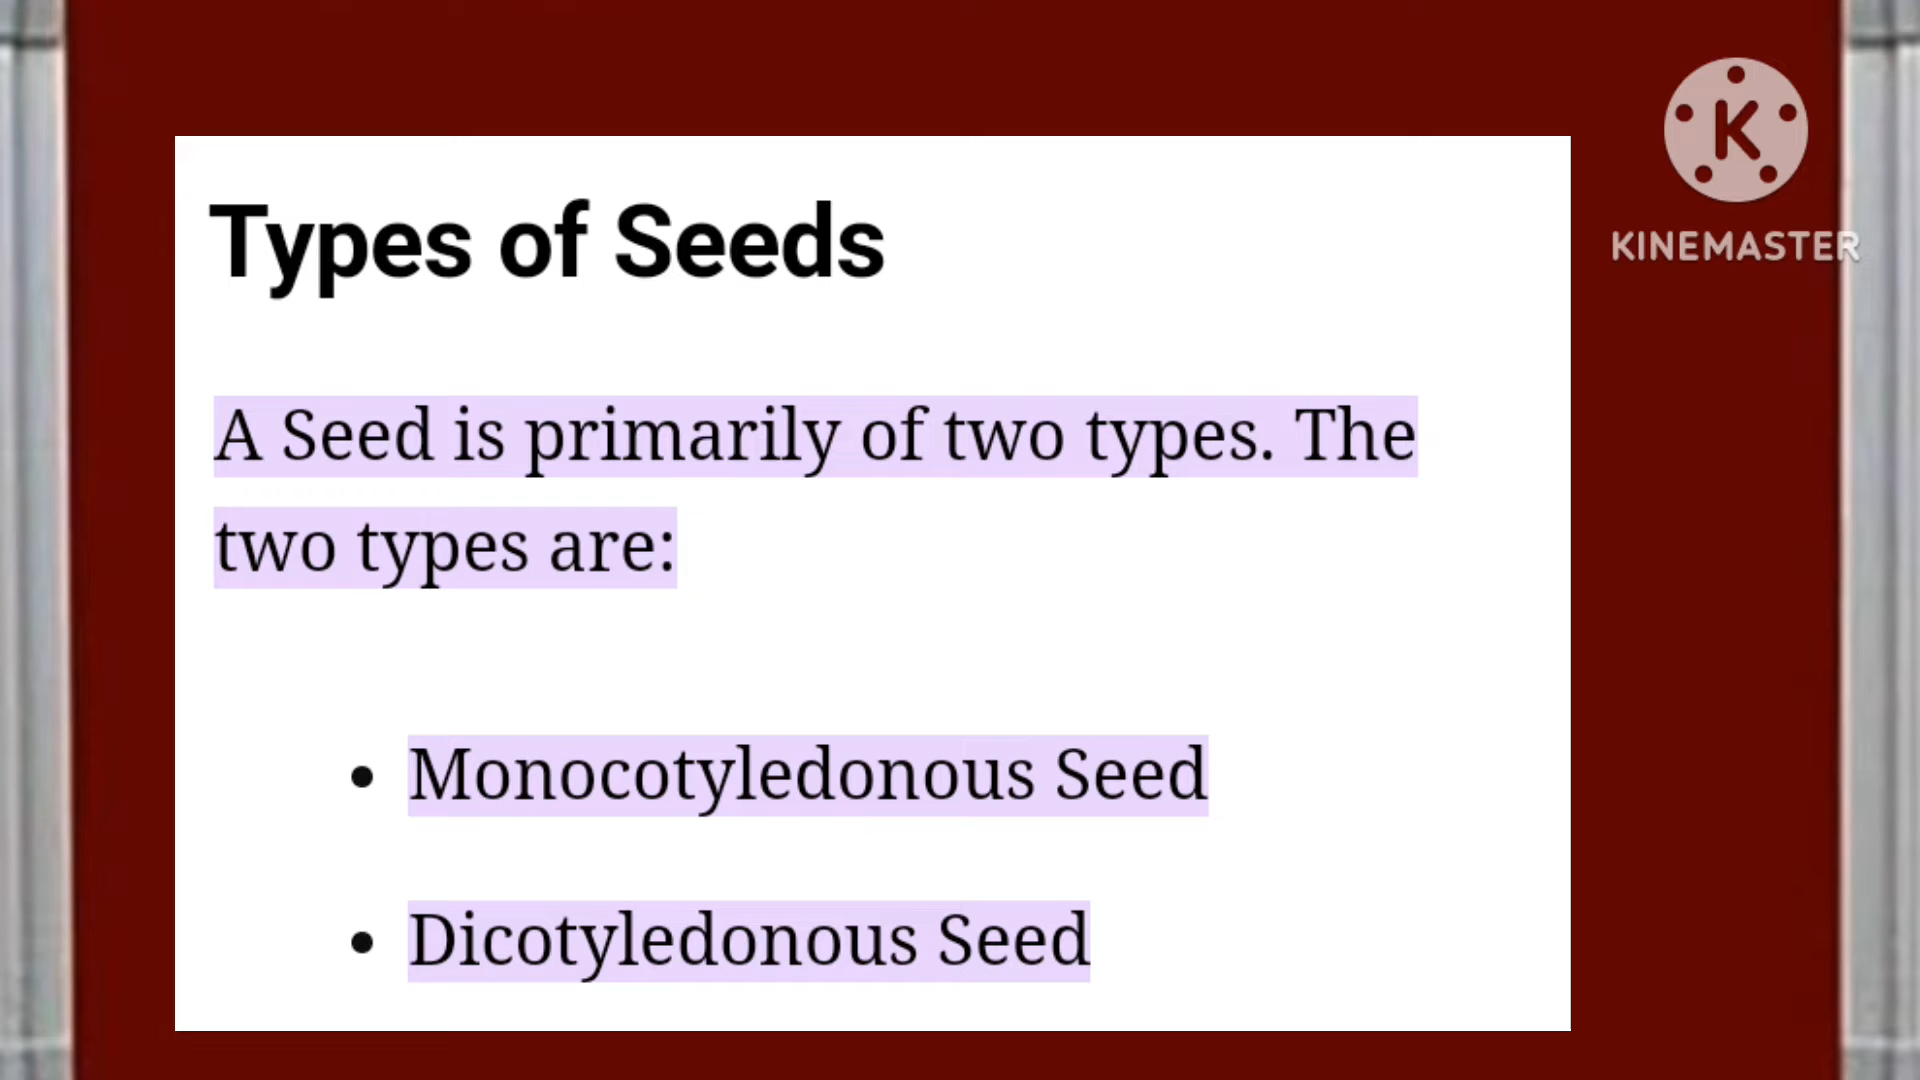 Types of Seeds
A Seed is primarily of two types. The
two types are:
• Monocotyledonous Seed
• Dicotyledonous Seed
K
KINEMASTER